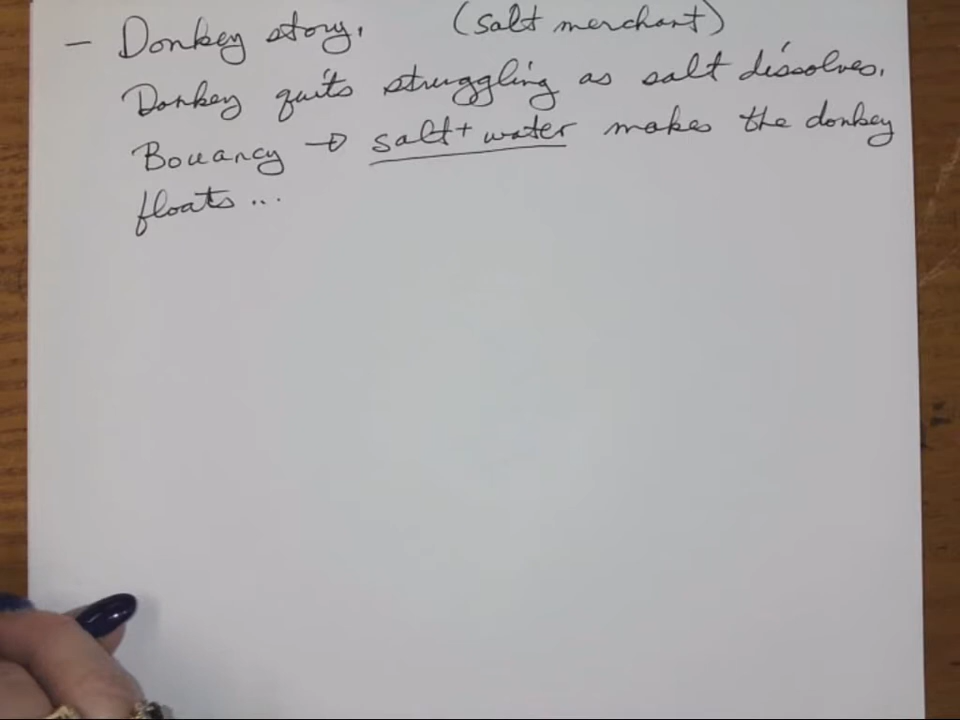 - Donkey story. (salt merchant)
Donkey quits struggling as salt dissolves.
Bouancy → salt + water makes the donkey
floats...